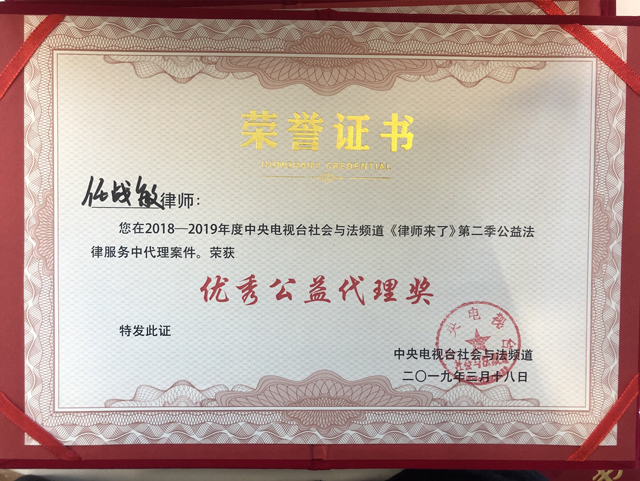 荣誉证书
HONORARY CREDENTIAL
任战敏律师：
您在2018—2019年度中央电视台社会与法频道《律师来了》第二季公益法
律服务中代理案件。荣获
优秀公益代理奖
特发此证
中央电视台社会与法频道
二〇一九年三月十八日